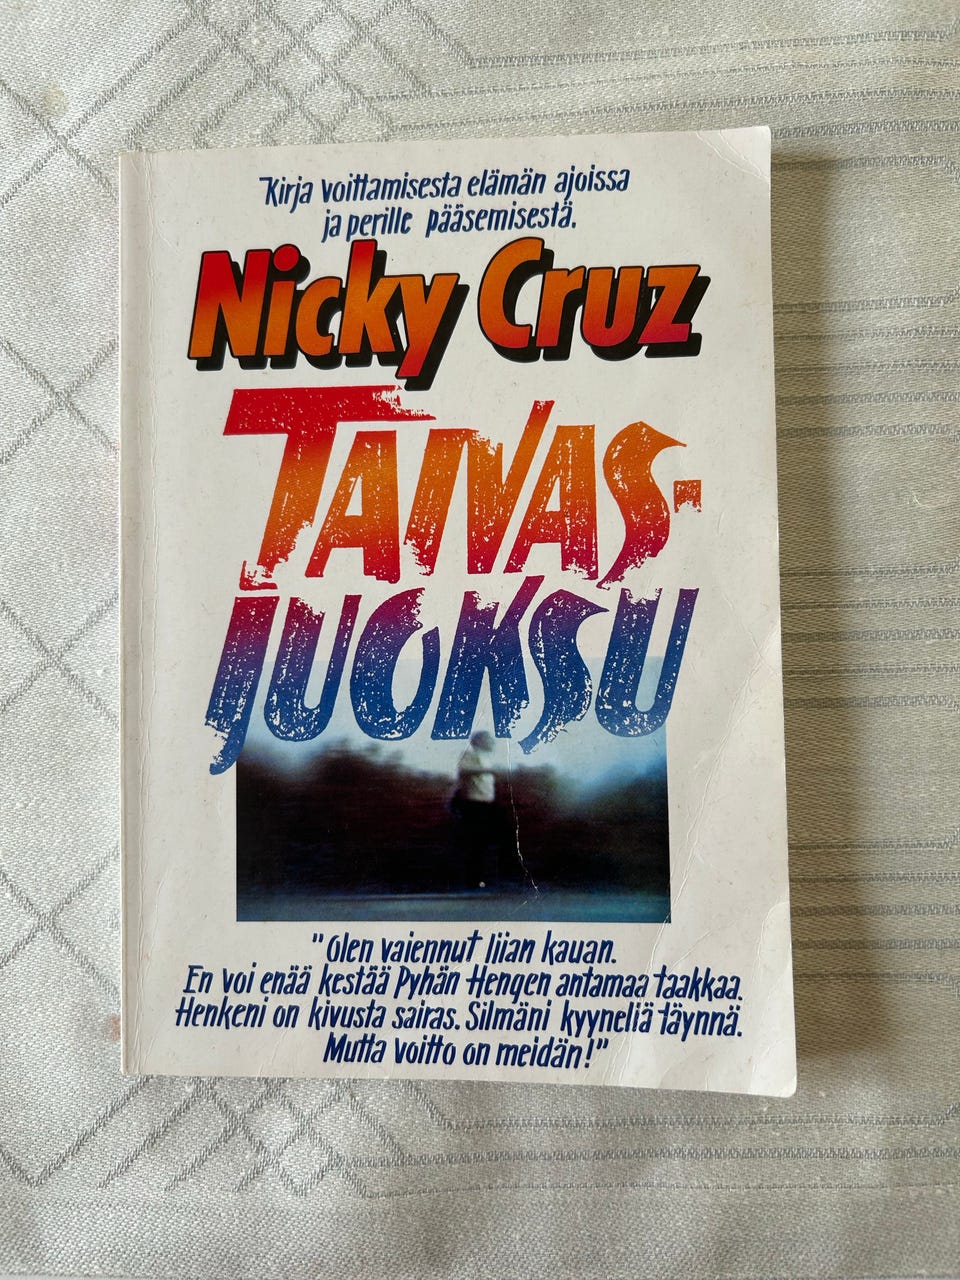 Kirja voittamisesta elämän ajoissa
ja perille pääsemisestä.
Nicky Cruz
TAIVAS-
JUOKSU
"Olen vaiennut liian kauan.
En voi enää kestää Pyhän Hengen antamaa taakkaa.
Henkeni on kivusta sairas. Silmäni kyyneliä täynnä.
Mutta voitto on meidän!"